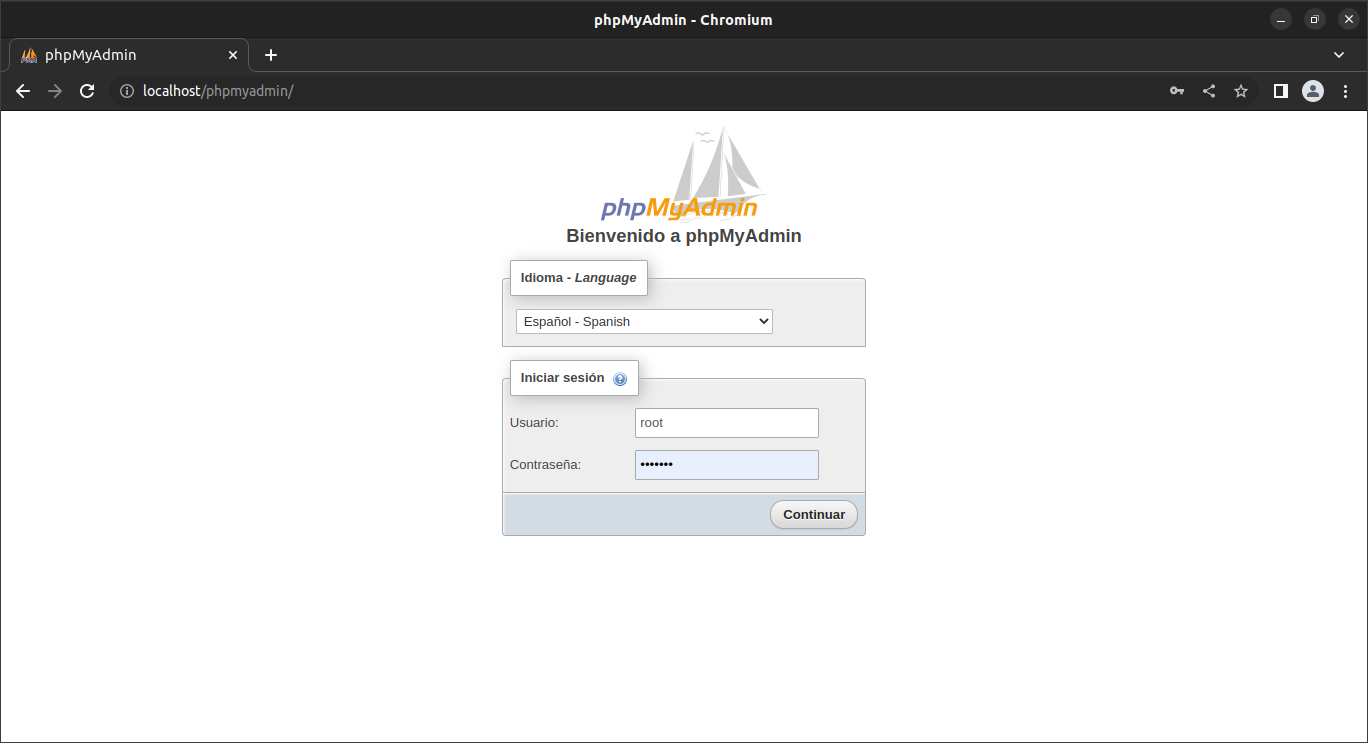 phpMyAdmin - Chromium
phpMyAdmin
localhost/phpmyadmin/
phpMyAdmin
Bienvenido a phpMyAdmin
Idioma - Language
Español - Spanish
Iniciar sesión
Usuario: root
Contraseña: •••••••
Continuar